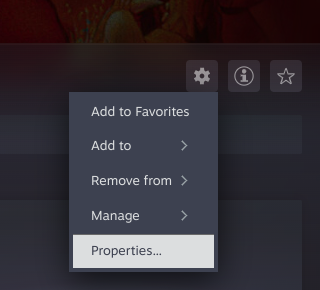 Add to Favorites
Add to
Remove from
Manage
Properties...